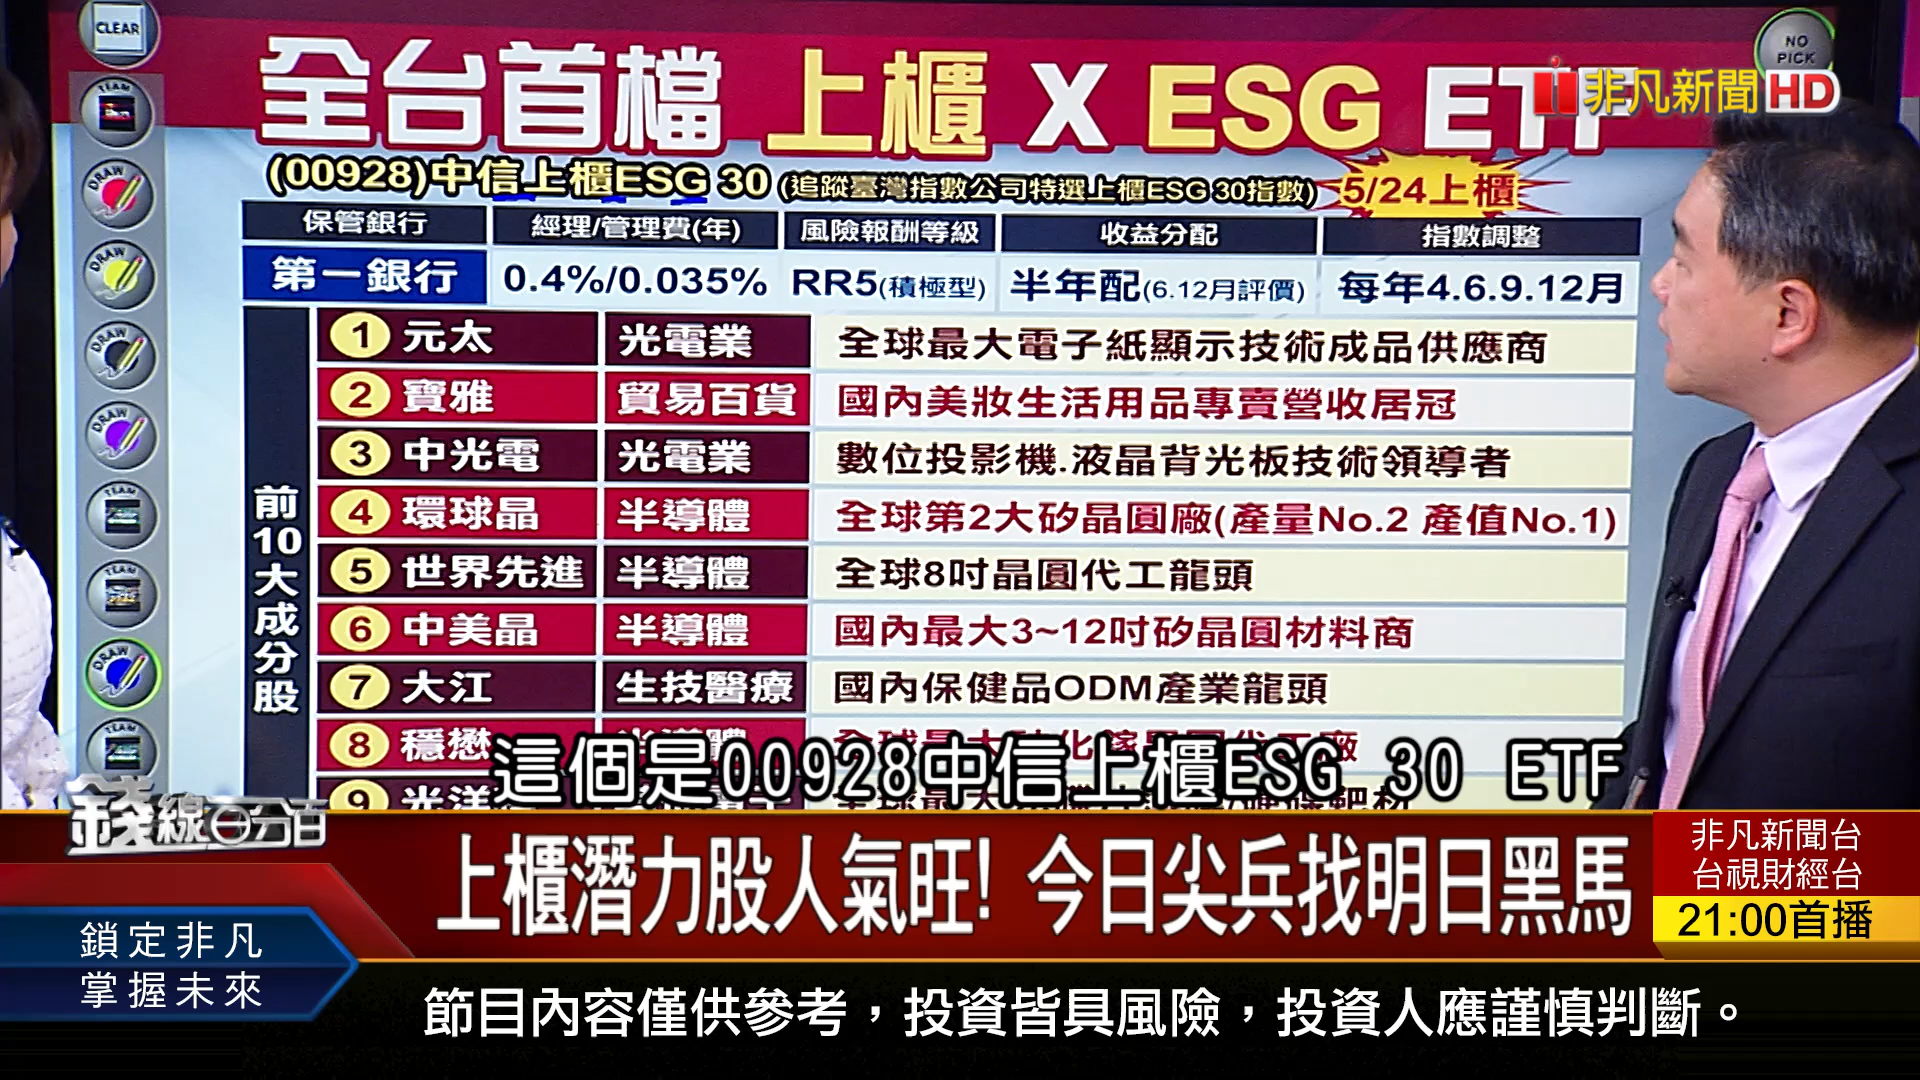 CLEAR
NO
PICK
全台首檔 上櫃 X ESG ETF
非凡新聞HD
(00928)中信上櫃ESG 30 (追蹤臺灣指數公司特選上櫃ESG 30指數)
5/24上櫃
保管銀行 經理/管理費(年) 風險報酬等級 收益分配 指數調整
第一銀行 0.4%/0.035% RR5(積極型) 半年配(6.12月評價) 每年4.6.9.12月
前10大成分股
1 元太 光電業 全球最大電子紙顯示技術成品供應商
2 寶雅 貿易百貨 國內美妝生活用品專賣營收居冠
3 中光電 光電業 數位投影機.液晶背光板技術領導者
4 環球晶 半導體 全球第2大矽晶圓廠(產量No.2 產值No.1)
5 世界先進 半導體 全球8吋晶圓代工龍頭
6 中美晶 半導體 國內最大3~12吋矽晶圓材料商
7 大江 生技醫療 國內保健品ODM產業龍頭
8 穩懋
9 光洋
TEAM
DRAW
DRAW
DRAW
DRAW
TEAM
TEAM
DRAW
TEAM
這個是00928中信上櫃ESG 30 ETF
錢線百分百
上櫃潛力股人氣旺! 今日尖兵找明日黑馬
非凡新聞台
台視財經台
21:00首播
鎖定非凡
掌握未來
節目內容僅供參考，投資皆具風險，投資人應謹慎判斷。